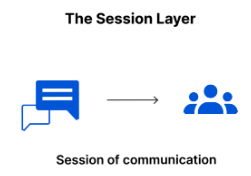 The Session Layer
Session of communication